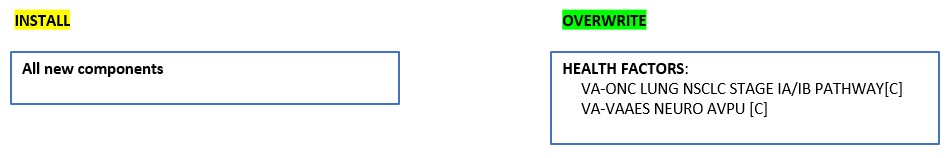 INSTALL
All new components
OVERWRITE
HEALTH FACTORS:
VA-ONC LUNG NSCLC STAGE IA/IB PATHWAY[C]
VA-VAAES NEURO AVPU [C]